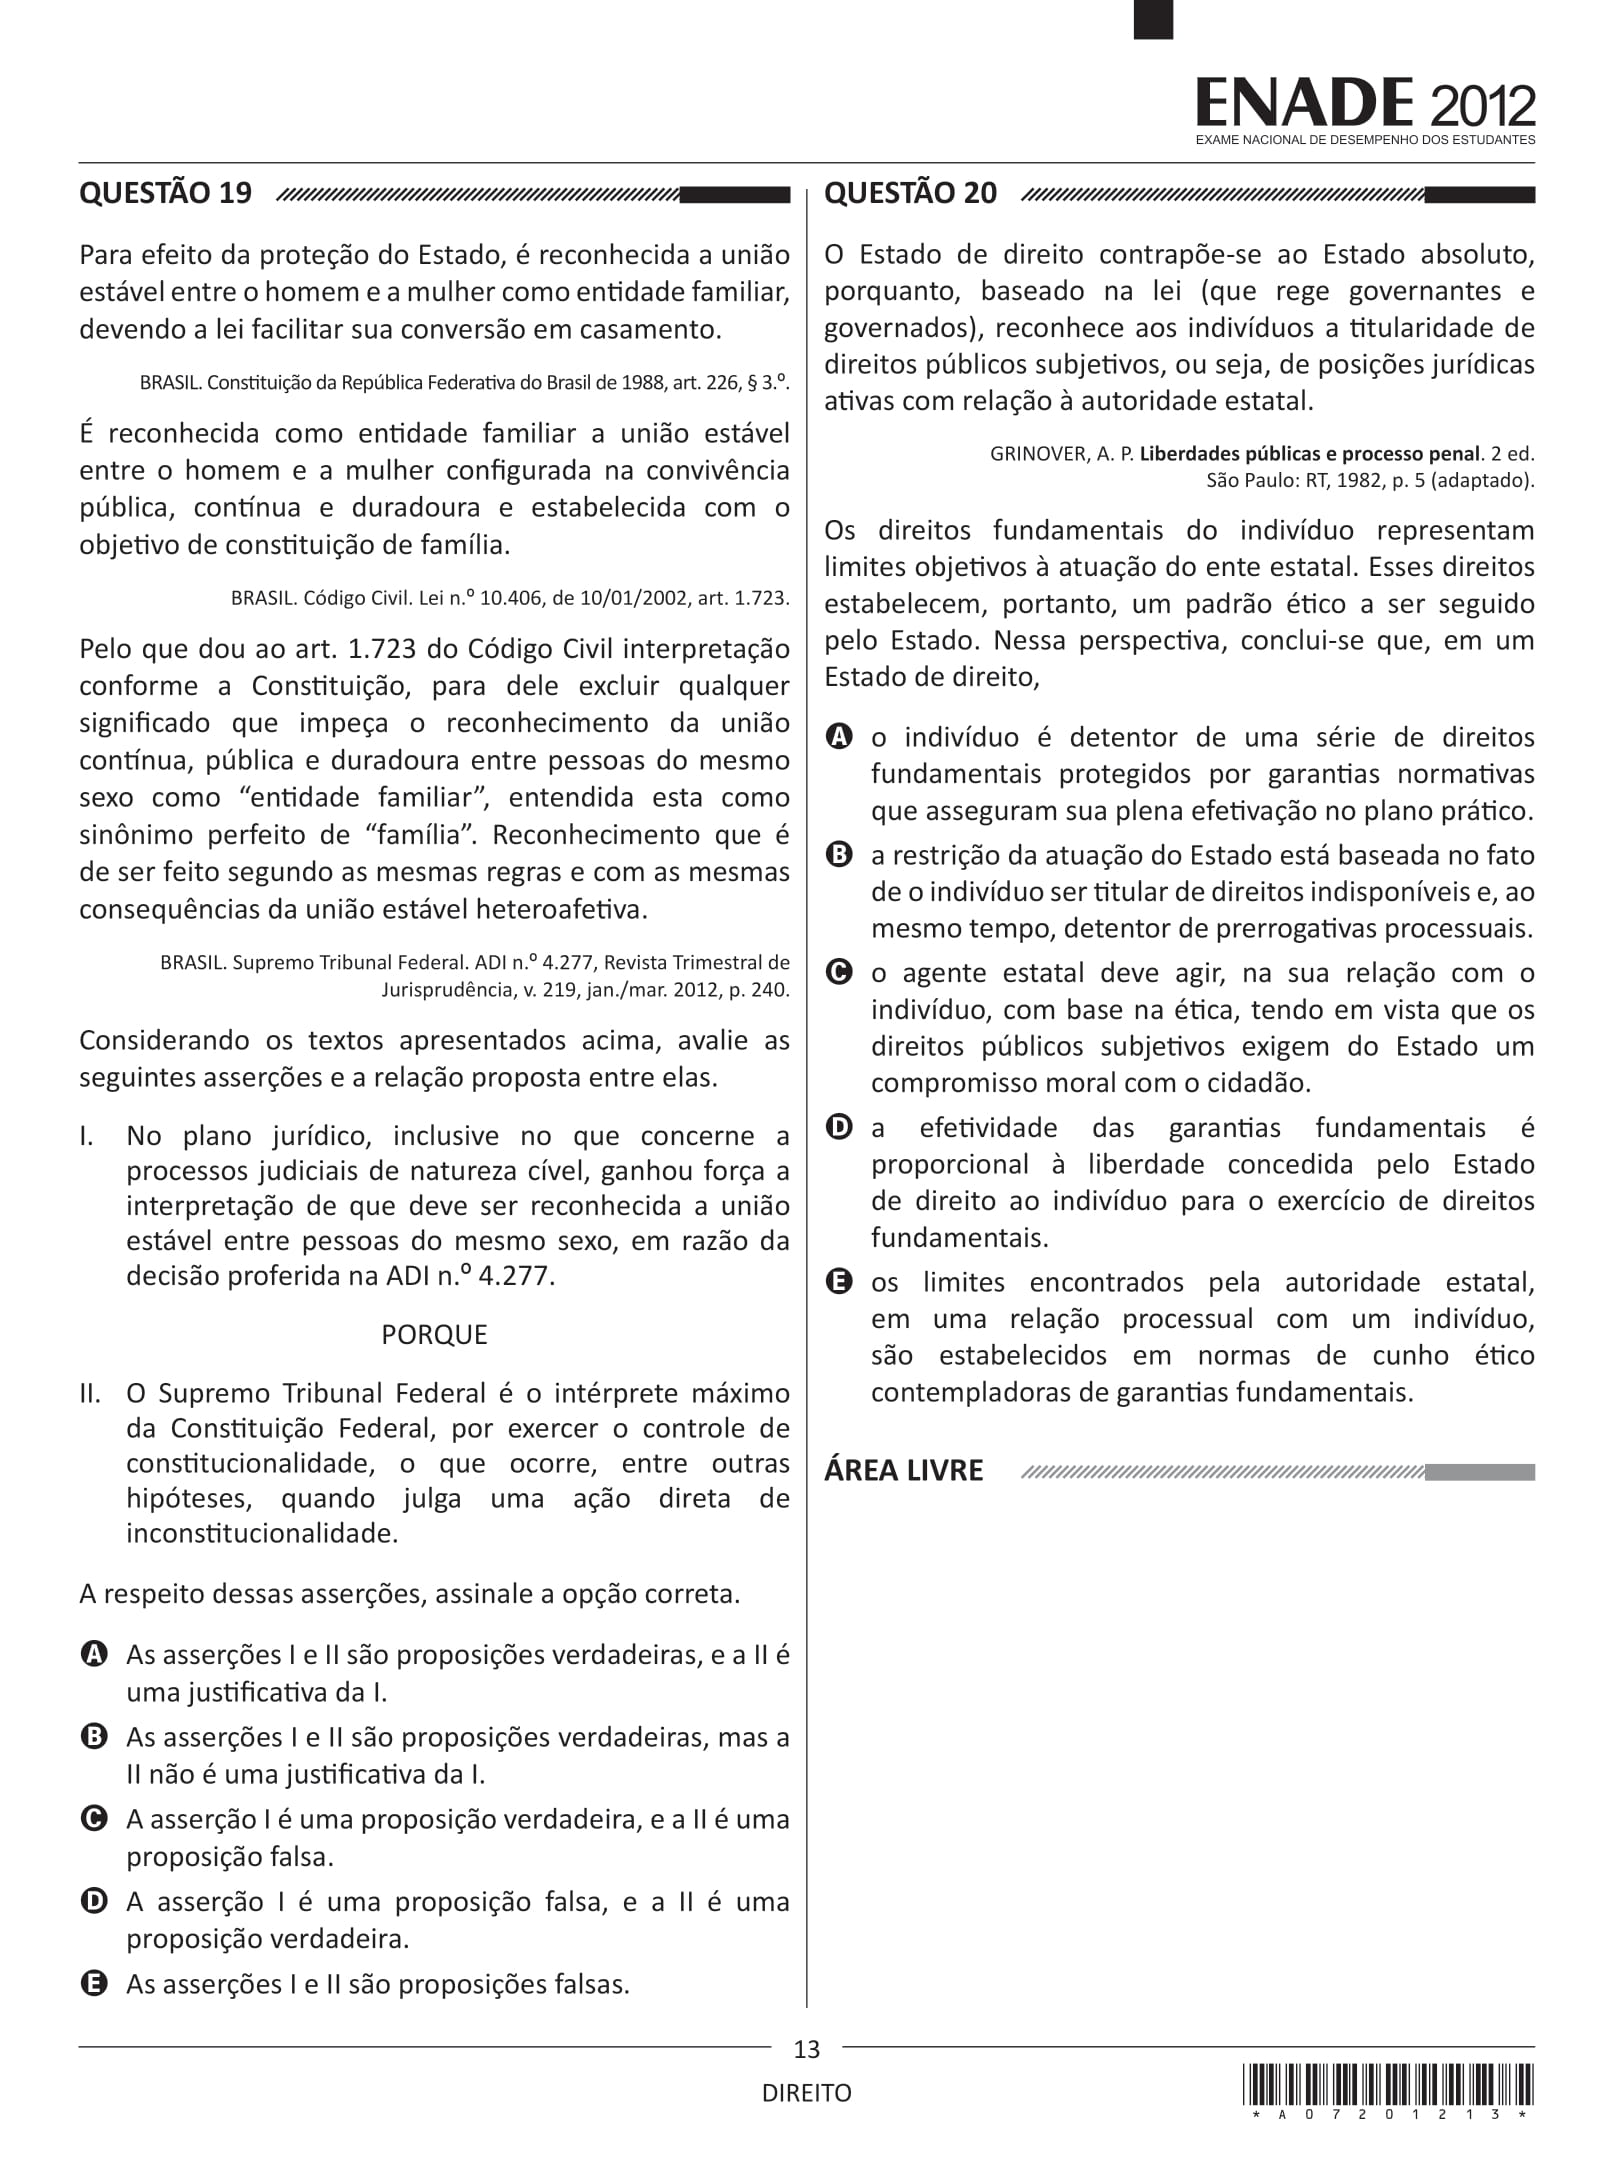 ENADE 2012
EXAME NACIONAL DE DESEMPENHO DOS ESTUDANTES
QUESTÃO 19
Para efeito da proteção do Estado, é reconhecida a união
estável entre o homem e a mulher como entidade familiar,
devendo a lei facilitar sua conversão em casamento.
BRASIL. Constituição da República Federativa do Brasil de 1988, art. 226, § 3.º.
É reconhecida como entidade familiar a união estável
entre o homem e a mulher configurada na convivência
pública, contínua e duradoura e estabelecida com o
objetivo de constituição de família.
BRASIL. Código Civil. Lei n.º 10.406, de 10/01/2002, art. 1.723.
Pelo que dou ao art. 1.723 do Código Civil interpretação
conforme a Constituição, para dele excluir qualquer
significado que impeça o reconhecimento da união
contínua, pública e duradoura entre pessoas do mesmo
sexo como “entidade familiar”, entendida esta como
sinônimo perfeito de “família”. Reconhecimento que é
de ser feito segundo as mesmas regras e com as mesmas
consequências da união estável heteroafetiva.
BRASIL. Supremo Tribunal Federal. ADI n.º 4.277, Revista Trimestral de
Jurisprudência, v. 219, jan./mar. 2012, p. 240.
Considerando os textos apresentados acima, avalie as
seguintes asserções e a relação proposta entre elas.
I. No plano jurídico, inclusive no que concerne a
processos judiciais de natureza cível, ganhou força a
interpretação de que deve ser reconhecida a união
estável entre pessoas do mesmo sexo, em razão da
decisão proferida na ADI n.º 4.277.
PORQUE
II. O Supremo Tribunal Federal é o intérprete máximo
da Constituição Federal, por exercer o controle de
constitucionalidade, o que ocorre, entre outras
hipóteses, quando julga uma ação direta de
inconstitucionalidade.
A respeito dessas asserções, assinale a opção correta.
A As asserções I e II são proposições verdadeiras, e a II é
uma justificativa da I.
B As asserções I e II são proposições verdadeiras, mas a
II não é uma justificativa da I.
C A asserção I é uma proposição verdadeira, e a II é uma
proposição falsa.
D A asserção I é uma proposição falsa, e a II é uma
proposição verdadeira.
E As asserções I e II são proposições falsas.
QUESTÃO 20
O Estado de direito contrapõe-se ao Estado absoluto,
porquanto, baseado na lei (que rege governantes e
governados), reconhece aos indivíduos a titularidade de
direitos públicos subjetivos, ou seja, de posições jurídicas
ativas com relação à autoridade estatal.
GRINOVER, A. P. Liberdades públicas e processo penal. 2 ed.
São Paulo: RT, 1982, p. 5 (adaptado).
Os direitos fundamentais do indivíduo representam
limites objetivos à atuação do ente estatal. Esses direitos
estabelecem, portanto, um padrão ético a ser seguido
pelo Estado. Nessa perspectiva, conclui-se que, em um
Estado de direito,
A o indivíduo é detentor de uma série de direitos
fundamentais protegidos por garantias normativas
que asseguram sua plena efetivação no plano prático.
B a restrição da atuação do Estado está baseada no fato
de o indivíduo ser titular de direitos indisponíveis e, ao
mesmo tempo, detentor de prerrogativas processuais.
C o agente estatal deve agir, na sua relação com o
indivíduo, com base na ética, tendo em vista que os
direitos públicos subjetivos exigem do Estado um
compromisso moral com o cidadão.
D a efetividade das garantias fundamentais é
proporcional à liberdade concedida pelo Estado
de direito ao indivíduo para o exercício de direitos
fundamentais.
E os limites encontrados pela autoridade estatal,
em uma relação processual com um indivíduo,
são estabelecidos em normas de cunho ético
contempladoras de garantias fundamentais.
ÁREA LIVRE
13
DIREITO
* A 0 7 2 0 1 2 1 3 *